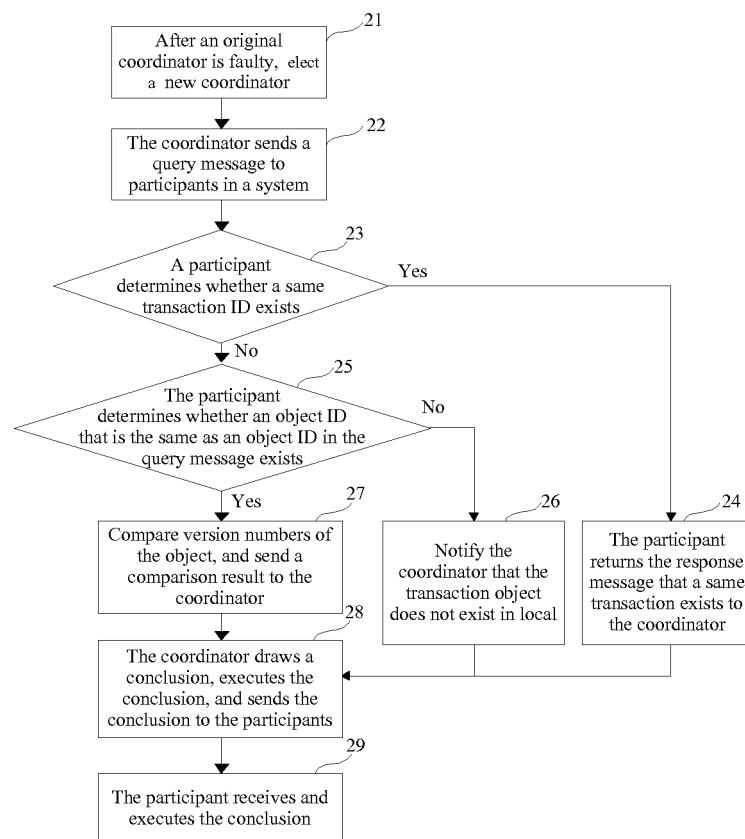 21
After an original
coordinator is faulty, elect
a new coordinator
22
The coordinator sends a
query message to
participants in a system
23
A participant
determines whether a same
transaction ID exists
Yes
No
25
The participant
determines whether an object ID
that is the same as an object ID in the
query message exists
No
Yes
27
Compare version numbers of
the object, and send a
comparison result to the
coordinator
26
Notify the
coordinator that the
transaction object
does not exist in local
24
The participant
returns the response
message that a same
transaction exists to
the coordinator
28
The coordinator draws a
conclusion, executes the
conclusion, and sends the
conclusion to the participants
29
The participant receives and
executes the conclusion